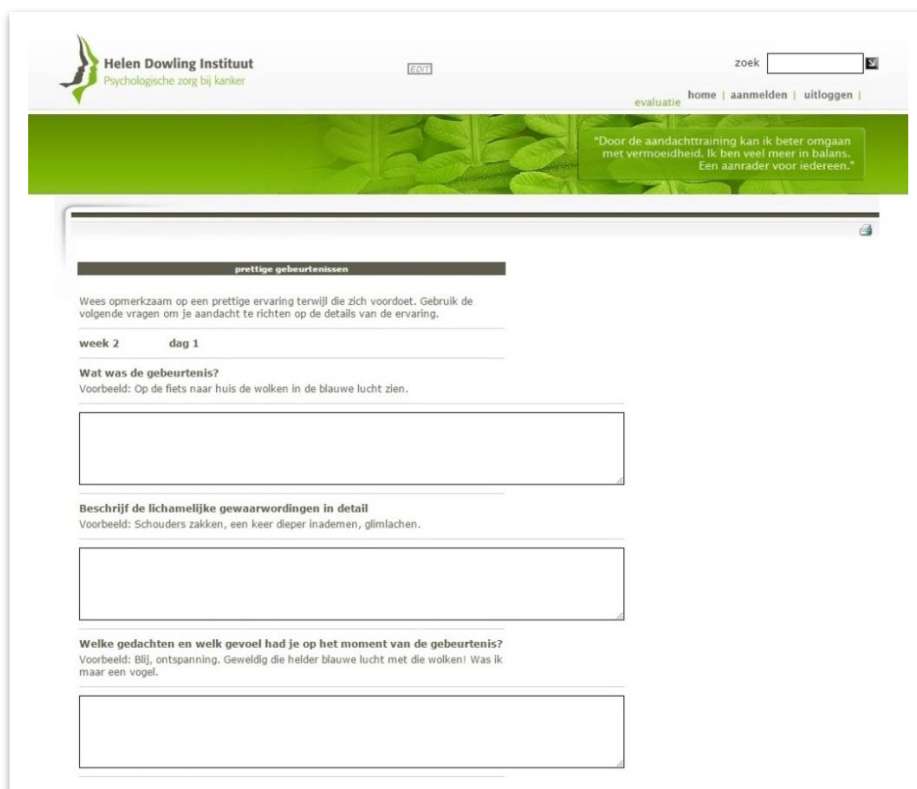 Helen Dowling Instituut
Psychologische zorg bij kanker
EDIT
zoek
evaluatie home | aanmelden | uitloggen |
“Door de aandachttraining kan ik beter omgaan
met vermoeidheid. Ik ben veel meer in balans.
Een aanrader voor iedereen.”
prettige gebeurtenissen
Wees opmerkzaam op een prettige ervaring terwijl die zich voordoet. Gebruik de
volgende vragen om je aandacht te richten op de details van de ervaring.
week 2 dag 1
Wat was de gebeurtenis?
Voorbeeld: Op de fiets naar huis de wolken in de blauwe lucht zien.
Beschrijf de lichamelijke gewaarwordingen in detail
Voorbeeld: Schouders zakken, een keer dieper inademen, glimlachen.
Welke gedachten en welk gevoel had je op het moment van de gebeurtenis?
Voorbeeld: Blij, ontspanning. Geweldig die helder blauwe lucht met die wolken! Was ik
maar een vogel.